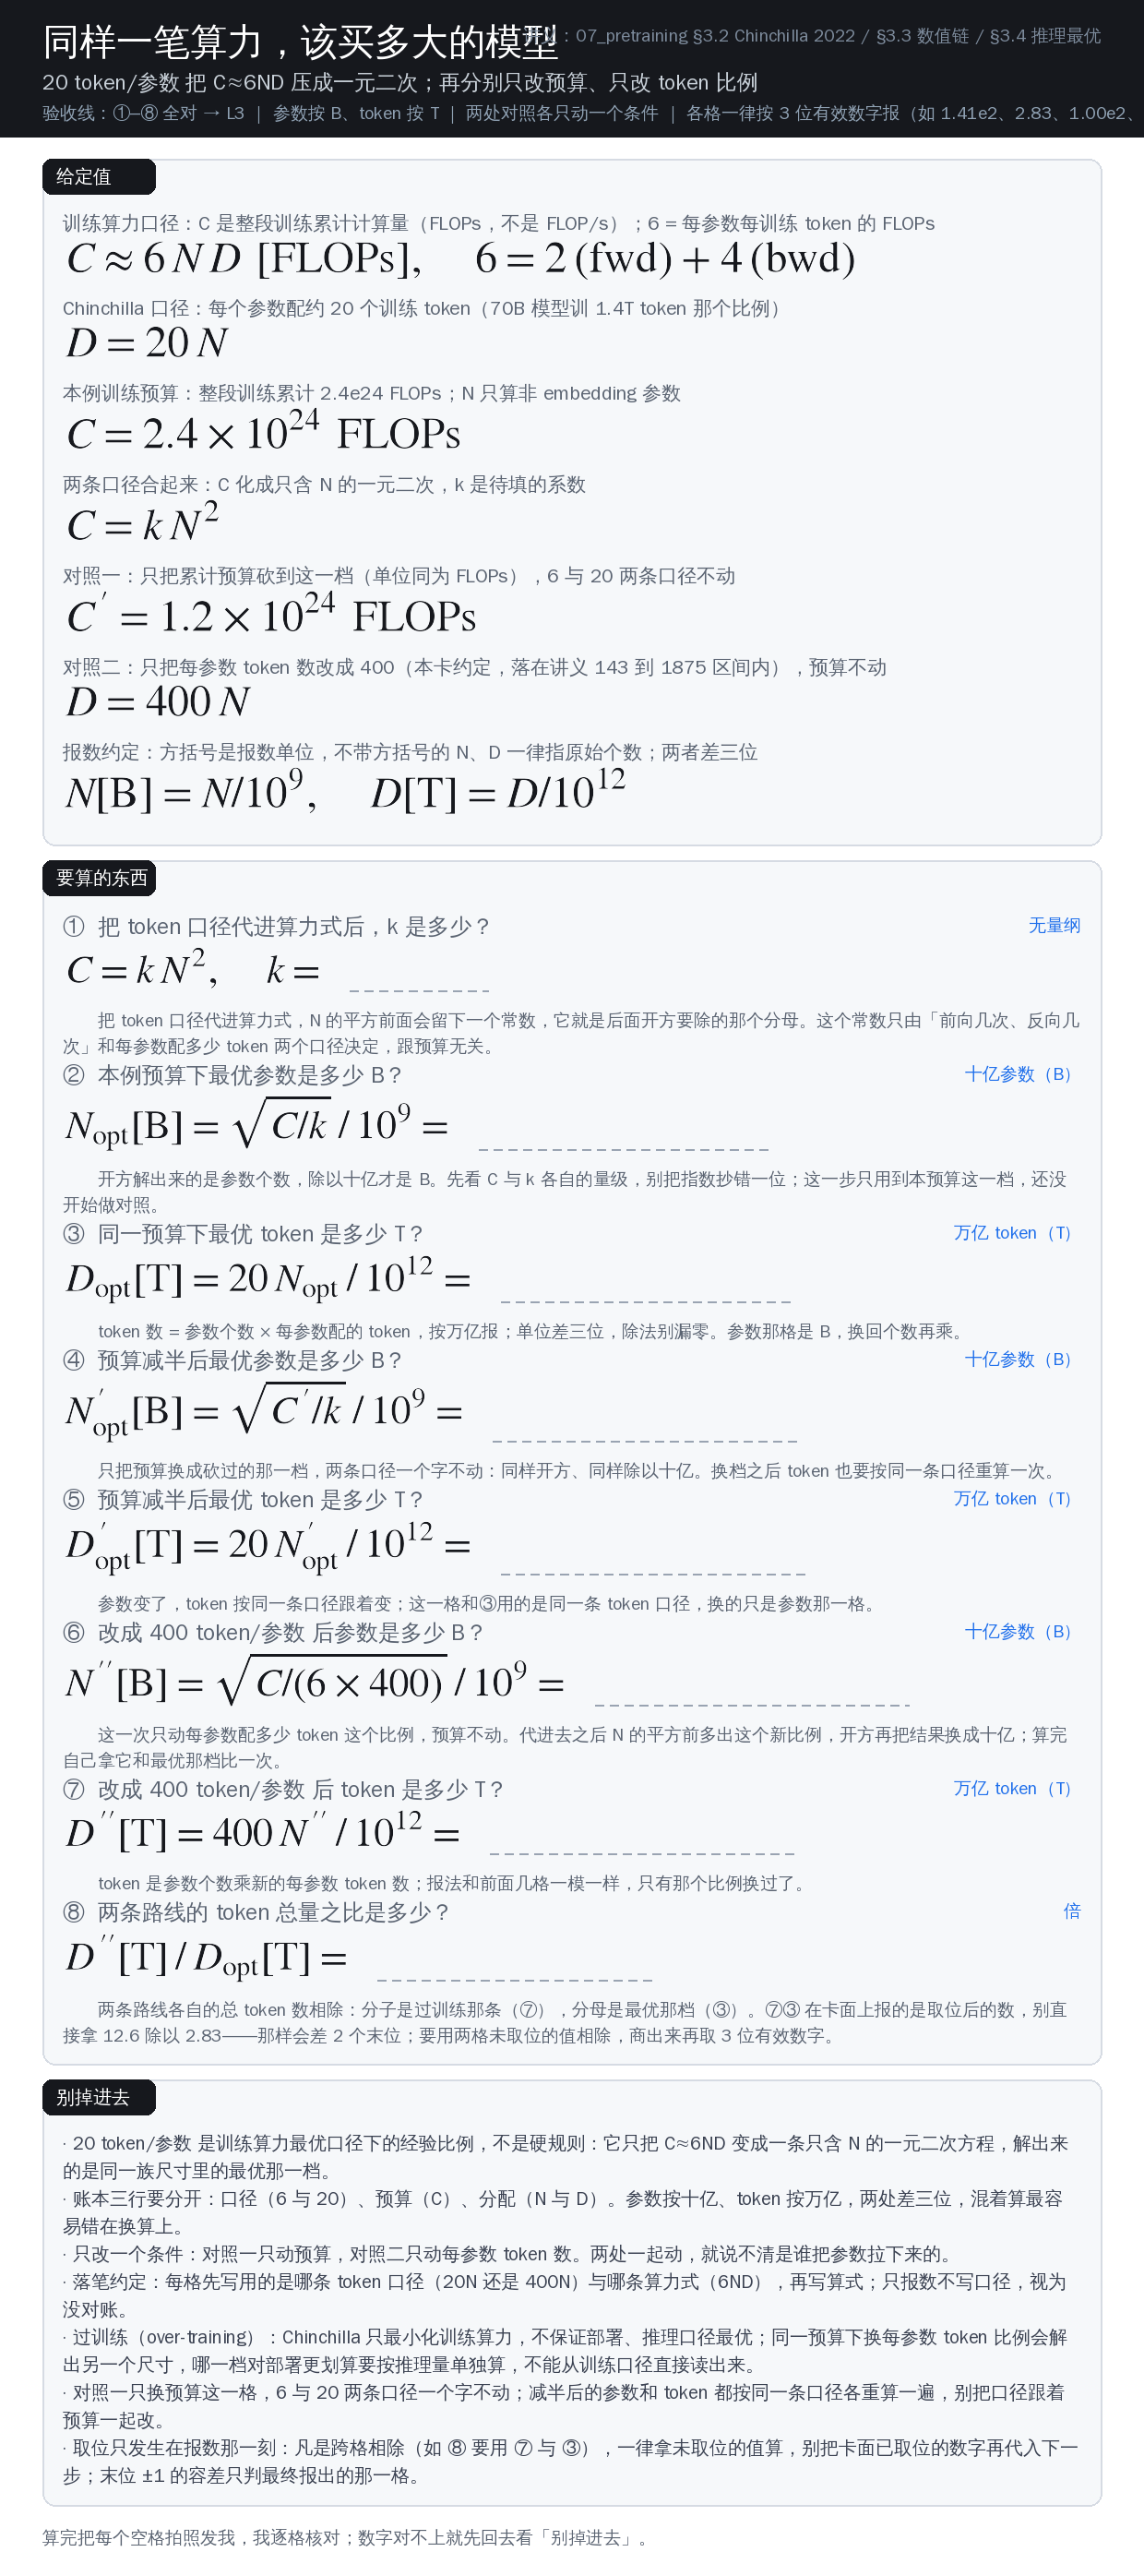 同样一笔算力，该买多大的模型
：07_pretraining §3.2 Chinchilla 2022 / §3.3 数值链 / §3.4 推理最优
20 token/参数 把 C≈6ND 压成一元二次；再分别只改预算、只改 token 比例
验收线：①—⑧ 全对 → L3 ｜ 参数按 B、token 按 T ｜ 两处对照各只动一个条件 ｜ 各格一律按 3 位有效数字报（如 1.41e2、2.83、1.00e2、
给定值
训练算力口径：C 是整段训练累计计算量（FLOPs，不是 FLOP/s）；6 = 每参数每训练 token 的 FLOPs
C ≈ 6 N D [FLOPs],  6 = 2 (fwd) + 4 (bwd)
Chinchilla 口径：每个参数配约 20 个训练 token（70B 模型训 1.4T token 那个比例）
D = 20 N
本例训练预算：整段训练累计 2.4e24 FLOPs；N 只算非 embedding 参数
C = 2.4 × 10^24 FLOPs
两条口径合起来：C 化成只含 N 的一元二次，k 是待填的系数
C = k N^2
对照一：只把累计预算砍到这一档（单位同为 FLOPs），6 与 20 两条口径不动
C′ = 1.2 × 10^24 FLOPs
对照二：只把每参数 token 数改成 400（本卡约定，落在讲义 143 到 1875 区间内），预算不动
D = 400 N
报数约定：方括号是报数单位，不带方括号的 N、D 一律指原始个数；两者差三位
N[B] = N/10^9,  D[T] = D/10^12
要算的东西
① 把 token 口径代进算力式后，k 是多少？ 无量纲
C = k N^2,  k =
把 token 口径代进算力式，N 的平方前面会留下一个常数，它就是后面开方要除的那个分母。这个常数只由「前向几次、反向几
次」和每参数配多少 token 两个口径决定，跟预算无关。
② 本例预算下最优参数是多少 B？ 十亿参数（B）
N_opt[B] = √(C/k) / 10^9 =
开方解出来的是参数个数，除以十亿才是 B。先看 C 与 k 各自的量级，别把指数抄错一位；这一步只用到本预算这一档，还没
开始做对照。
③ 同一预算下最优 token 是多少 T？ 万亿 token（T）
D_opt[T] = 20 N_opt / 10^12 =
token 数 = 参数个数 × 每参数配的 token，按万亿报；单位差三位，除法别漏零。参数那格是 B，换回个数再乘。
④ 预算减半后最优参数是多少 B？ 十亿参数（B）
N′_opt[B] = √(C′/k) / 10^9 =
只把预算换成砍过的那一档，两条口径一个字不动：同样开方、同样除以十亿。换档之后 token 也要按同一条口径重算一次。
⑤ 预算减半后最优 token 是多少 T？ 万亿 token（T）
D′_opt[T] = 20 N′_opt / 10^12 =
参数变了，token 按同一条口径跟着变；这一格和③用的是同一条 token 口径，换的只是参数那一格。
⑥ 改成 400 token/参数 后参数是多少 B？ 十亿参数（B）
N′′[B] = √(C/(6 × 400)) / 10^9 =
这一次只动每参数配多少 token 这个比例，预算不动。代进去之后 N 的平方前多出这个新比例，开方再把结果换成十亿；算完
自己拿它和最优那档比一次。
⑦ 改成 400 token/参数 后 token 是多少 T？ 万亿 token（T）
D′′[T] = 400 N′′ / 10^12 =
token 是参数个数乘新的每参数 token 数；报法和前面几格一模一样，只有那个比例换过了。
⑧ 两条路线的 token 总量之比是多少？ 倍
D′′[T] / D_opt[T] =
两条路线各自的总 token 数相除：分子是过训练那条（⑦），分母是最优那档（③）。⑦③ 在卡面上报的是取位后的数，别直
接拿 12.6 除以 2.83——那样会差 2 个末位；要用两格未取位的值相除，商出来再取 3 位有效数字。
别掉进去
· 20 token/参数 是训练算力最优口径下的经验比例，不是硬规则：它只把 C≈6ND 变成一条只含 N 的一元二次方程，解出来
的是同一族尺寸里的最优那一档。
· 账本三行要分开：口径（6 与 20）、预算（C）、分配（N 与 D）。参数按十亿、token 按万亿，两处差三位，混着算最容
易错在换算上。
· 只改一个条件：对照一只动预算，对照二只动每参数 token 数。两处一起动，就说不清是谁把参数拉下来的。
· 落笔约定：每格先写用的是哪条 token 口径（20N 还是 400N）与哪条算力式（6ND），再写算式；只报数不写口径，视为
没对账。
· 过训练（over-training）：Chinchilla 只最小化训练算力，不保证部署、推理口径最优；同一预算下换每参数 token 比例会解
出另一个尺寸，哪一档对部署更划算要按推理量单独算，不能从训练口径直接读出来。
· 对照一只换预算这一格，6 与 20 两条口径一个字不动；减半后的参数和 token 都按同一条口径各重算一遍，别把口径跟着
预算一起改。
· 取位只发生在报数那一刻：凡是跨格相除（如 ⑧ 要用 ⑦ 与 ③），一律拿未取位的值算，别把卡面已取位的数字再代入下一
步；末位 ±1 的容差只判最终报出的那一格。
算完把每个空格拍照发我，我逐格核对；数字对不上就先回去看「别掉进去」。